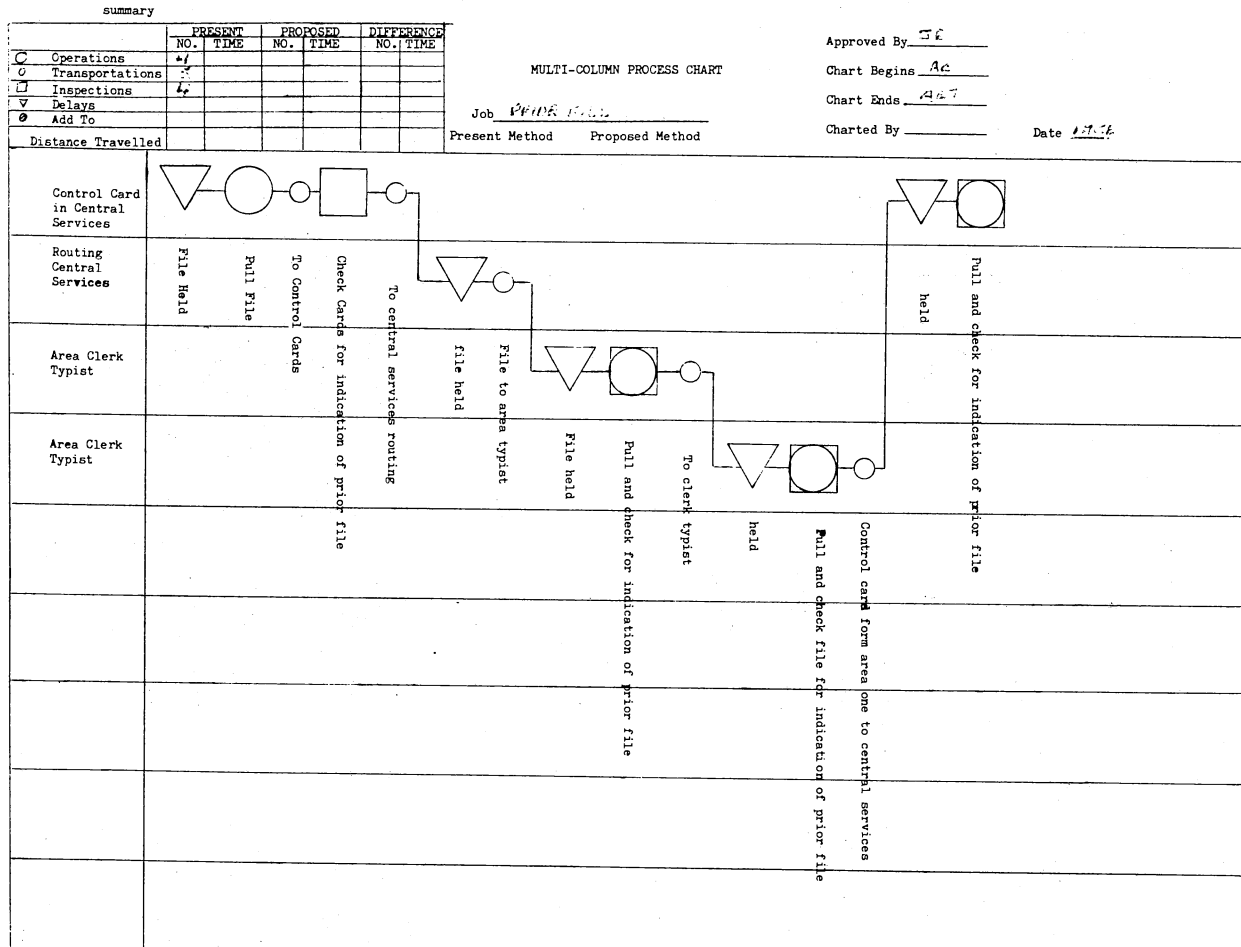 summary
PRESENT PROPOSED DIFFERENCE
NO. TIME NO. TIME NO. TIME
Operations
Transportations
Inspections
Delays
Add To
Distance Travelled
MULTI-COLUMN PROCESS CHART
Job
Present Method Proposed Method
Approved By JE
Chart Begins
Chart Ends
Charted By
Date
Control Card
in Central
Services
Routing
Central
Services
Area Clerk
Typist
Area Clerk
Typist
File Held
Pull File
To Control Cards
Check Cards for indication of prior file
To central services routing
file held
File to area typist
File held
Pull and check for indication of prior file
To clerk typist
held
Pull and check file for indication of prior file
Control card form area one to central services
held
Pull and check for indication of prior file